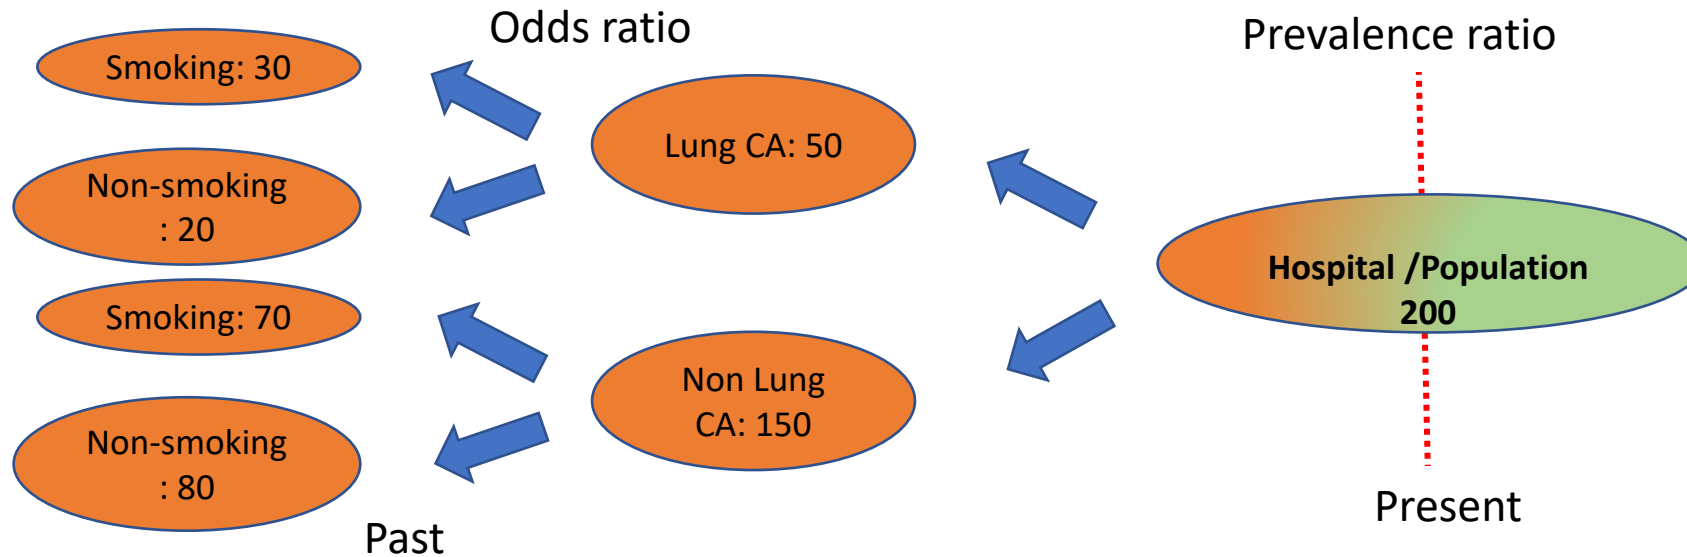 Odds ratio
Prevalence ratio
Smoking: 30
Non-smoking
: 20
Smoking: 70
Non-smoking
: 80
Lung CA: 50
Non Lung
CA: 150
Hospital /Population
200
Past
Present